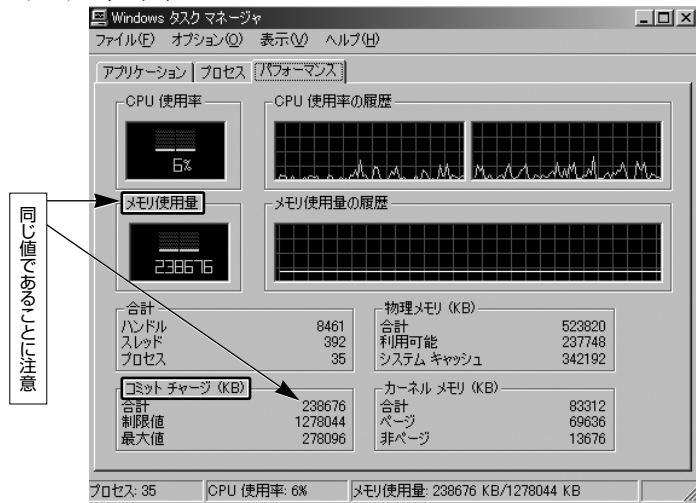 Windows タスク マネージャ
ファイル(F) オプション(O) 表示(V) ヘルプ(H)
アプリケーション プロセス パフォーマンス
CPU 使用率
6%
CPU 使用率の履歴
メモリ使用量
238676
メモリ使用量の履歴
同じ値であることに注意
合計
ハンドル 8461
スレッド 392
プロセス 35
物理メモリ (KB)
合計 523820
利用可能 237748
システム キャッシュ 342192
コミット チャージ (KB)
合計 238676
制限値 1278044
最大値 278096
カーネル メモリ (KB)
合計 83312
ページ 69636
非ページ 13676
プロセス: 35 CPU 使用率: 6% メモリ使用量: 238676 KB/1278044 KB